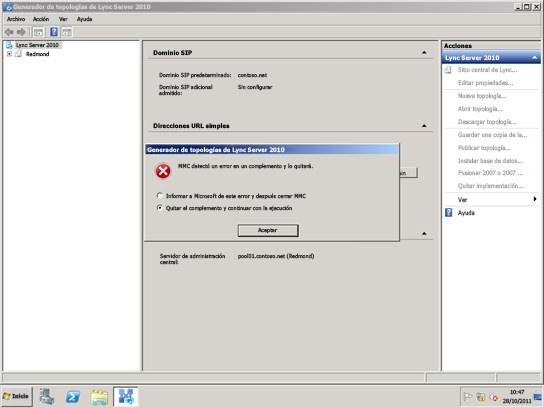 Generador de topologías de Lync Server 2010
Archivo Acción Ver Ayuda
Lync Server 2010
Redmond
Dominio SIP
Dominio SIP predeterminado: contoso.net
Dominio SIP adicional Sin configurar
admitido:
Direcciones URL simples
Generador de topologías de Lync Server 2010
MMC detectó un error en un complemento y lo quitará.
Informar a Microsoft de este error y después cerrar MMC
Quitar el complemento y continuar con la ejecución
Aceptar
Servidor de administración pool01.contoso.net (Redmond)
central:
Acciones
Lync Server 2010
Sitio central de Lync...
Editar propiedades...
Nueva topología...
Abrir topología...
Descargar topología...
Guardar una copia de la...
Publicar topología...
Instalar base de datos...
Fusionar 2007 o 2007 ...
Quitar implementación...
Ver
Ayuda
Inicio
10:47
28/10/2011